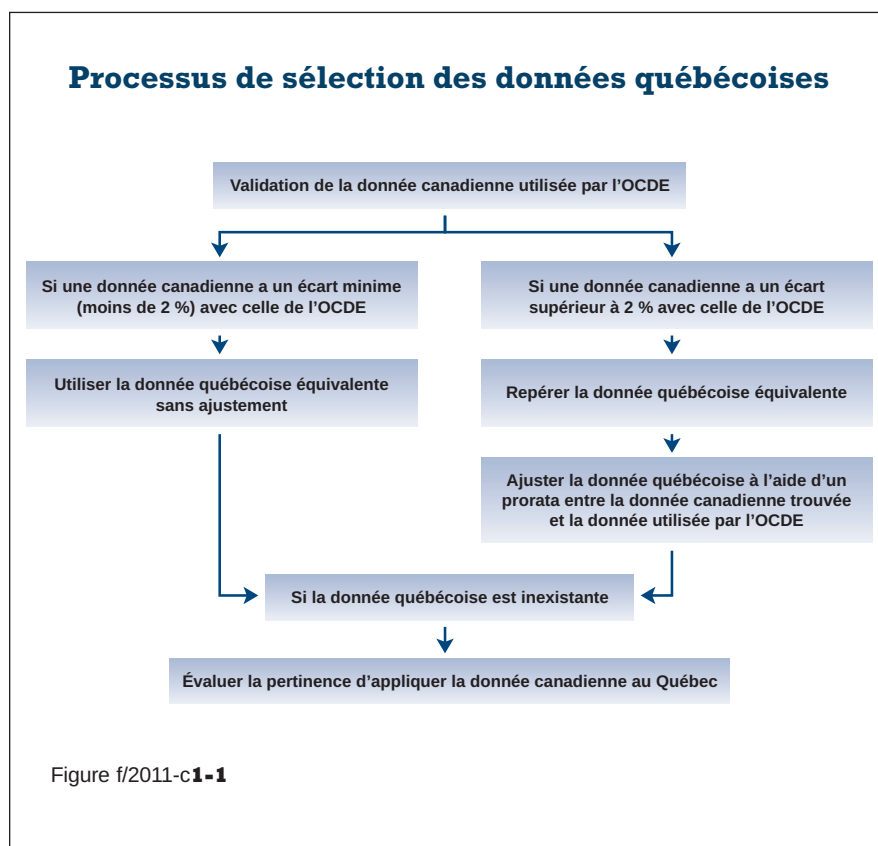 Processus de sélection des données québécoises
Validation de la donnée canadienne utilisée par l’OCDE
Si une donnée canadienne a un écart minime
(moins de 2 %) avec celle de l’OCDE
Si une donnée canadienne a un écart
supérieur à 2 % avec celle de l’OCDE
Utiliser la donnée québécoise équivalente
sans ajustement
Repérer la donnée québécoise équivalente
Ajuster la donnée québécoise à l’aide d’un
prorata entre la donnée canadienne trouvée
et la donnée utilisée par l’OCDE
Si la donnée québécoise est inexistante
Évaluer la pertinence d’appliquer la donnée canadienne au Québec
Figure f/2011-c1-1